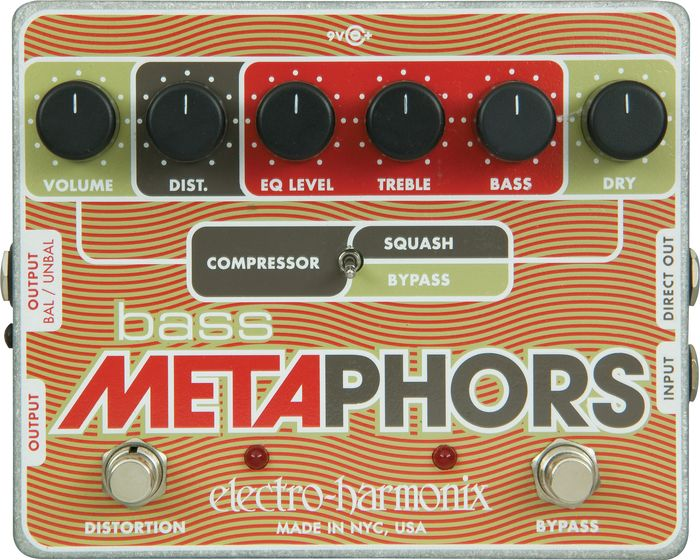 9V +
VOLUME
DIST.
EQ LEVEL
TREBLE
BASS
DRY
COMPRESSOR
SQUASH
BYPASS
OUTPUT
BAL / UNBAL
DIRECT OUT
bass
METAPHORS
OUTPUT
INPUT
electro-harmonix
MADE IN NYC, USA
DISTORTION
BYPASS